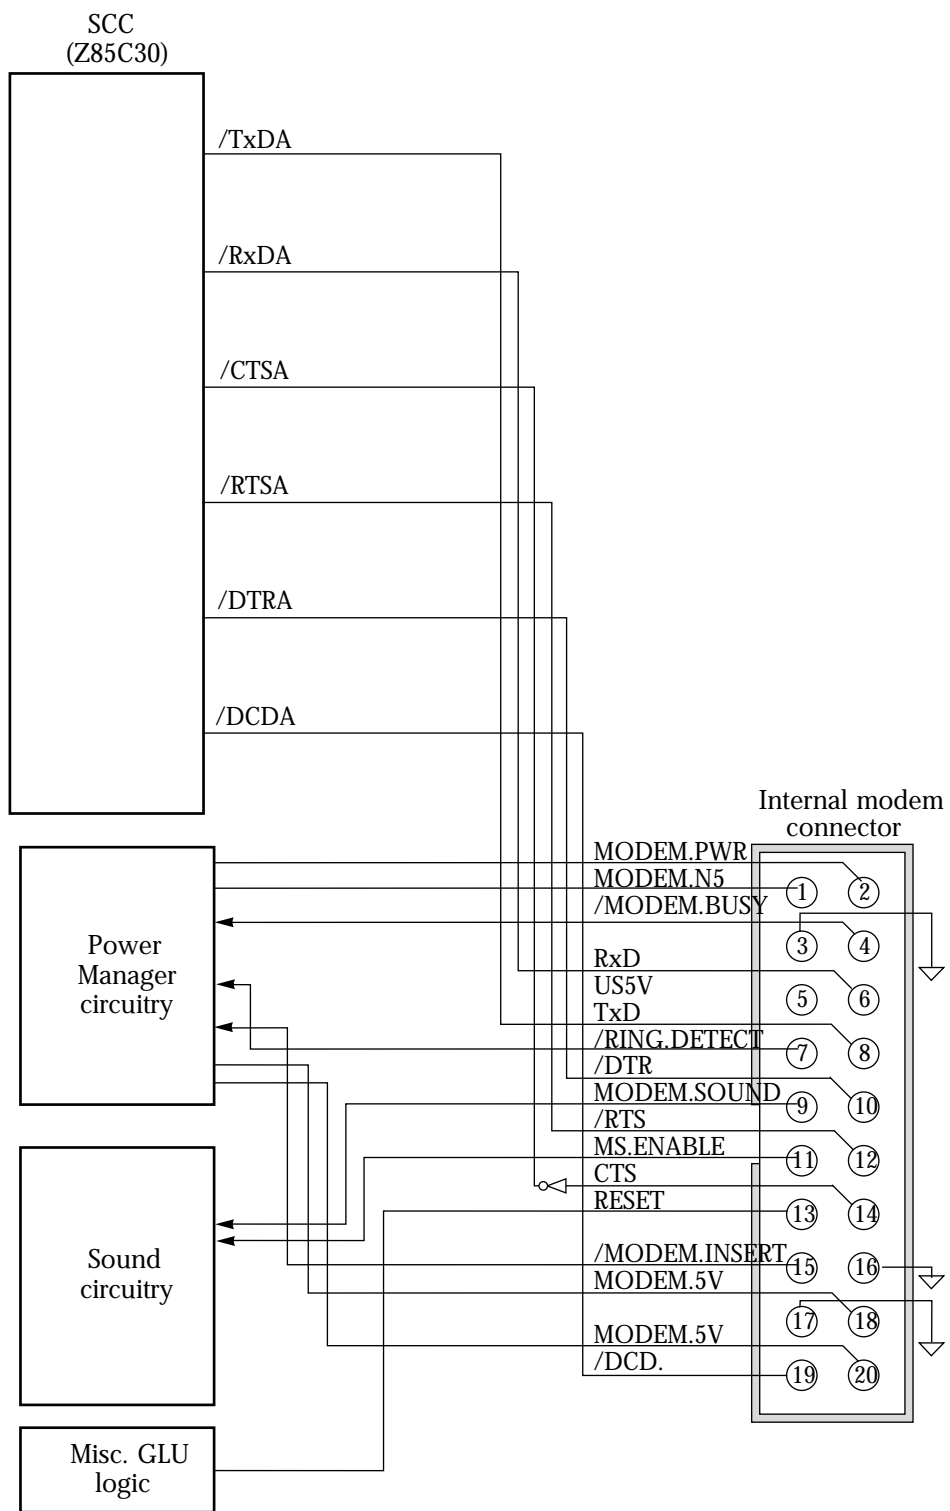 SCC
(Z85C30)
/TxDA
/RxDA
/CTSA
/RTSA
/DTRA
/DCDA
Internal modem
connector
MODEM.PWR
MODEM.N5
/MODEM.BUSY
RxD
US5V
TxD
/RING.DETECT
/DTR
MODEM.SOUND
/RTS
MS.ENABLE
CTS
RESET
/MODEM.INSERT
MODEM.5V
MODEM.5V
/DCD.
1 2
3 4
5 6
7 8
9 10
11 12
13 14
15 16
17 18
19 20
Power
Manager
circuitry
Sound
circuitry
Misc. GLU
logic